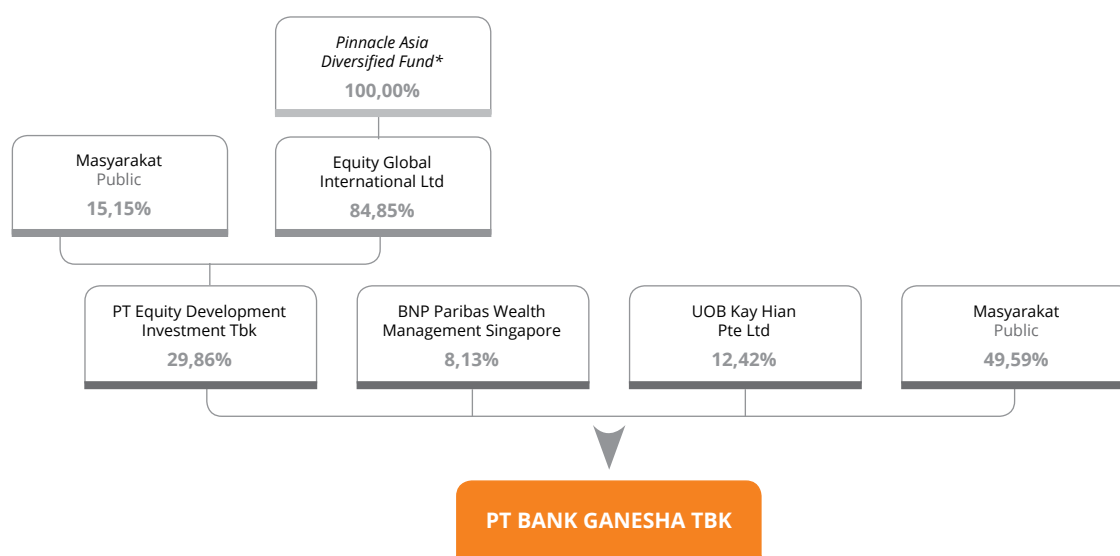 Pinnacle Asia
Diversified Fund*
100,00%
Masyarakat
Public
15,15%
Equity Global
International Ltd
84,85%
PT Equity Development
Investment Tbk
29,86%
BNP Paribas Wealth
Management Singapore
8,13%
UOB Kay Hian
Pte Ltd
12,42%
Masyarakat
Public
49,59%
PT BANK GANESHA TBK